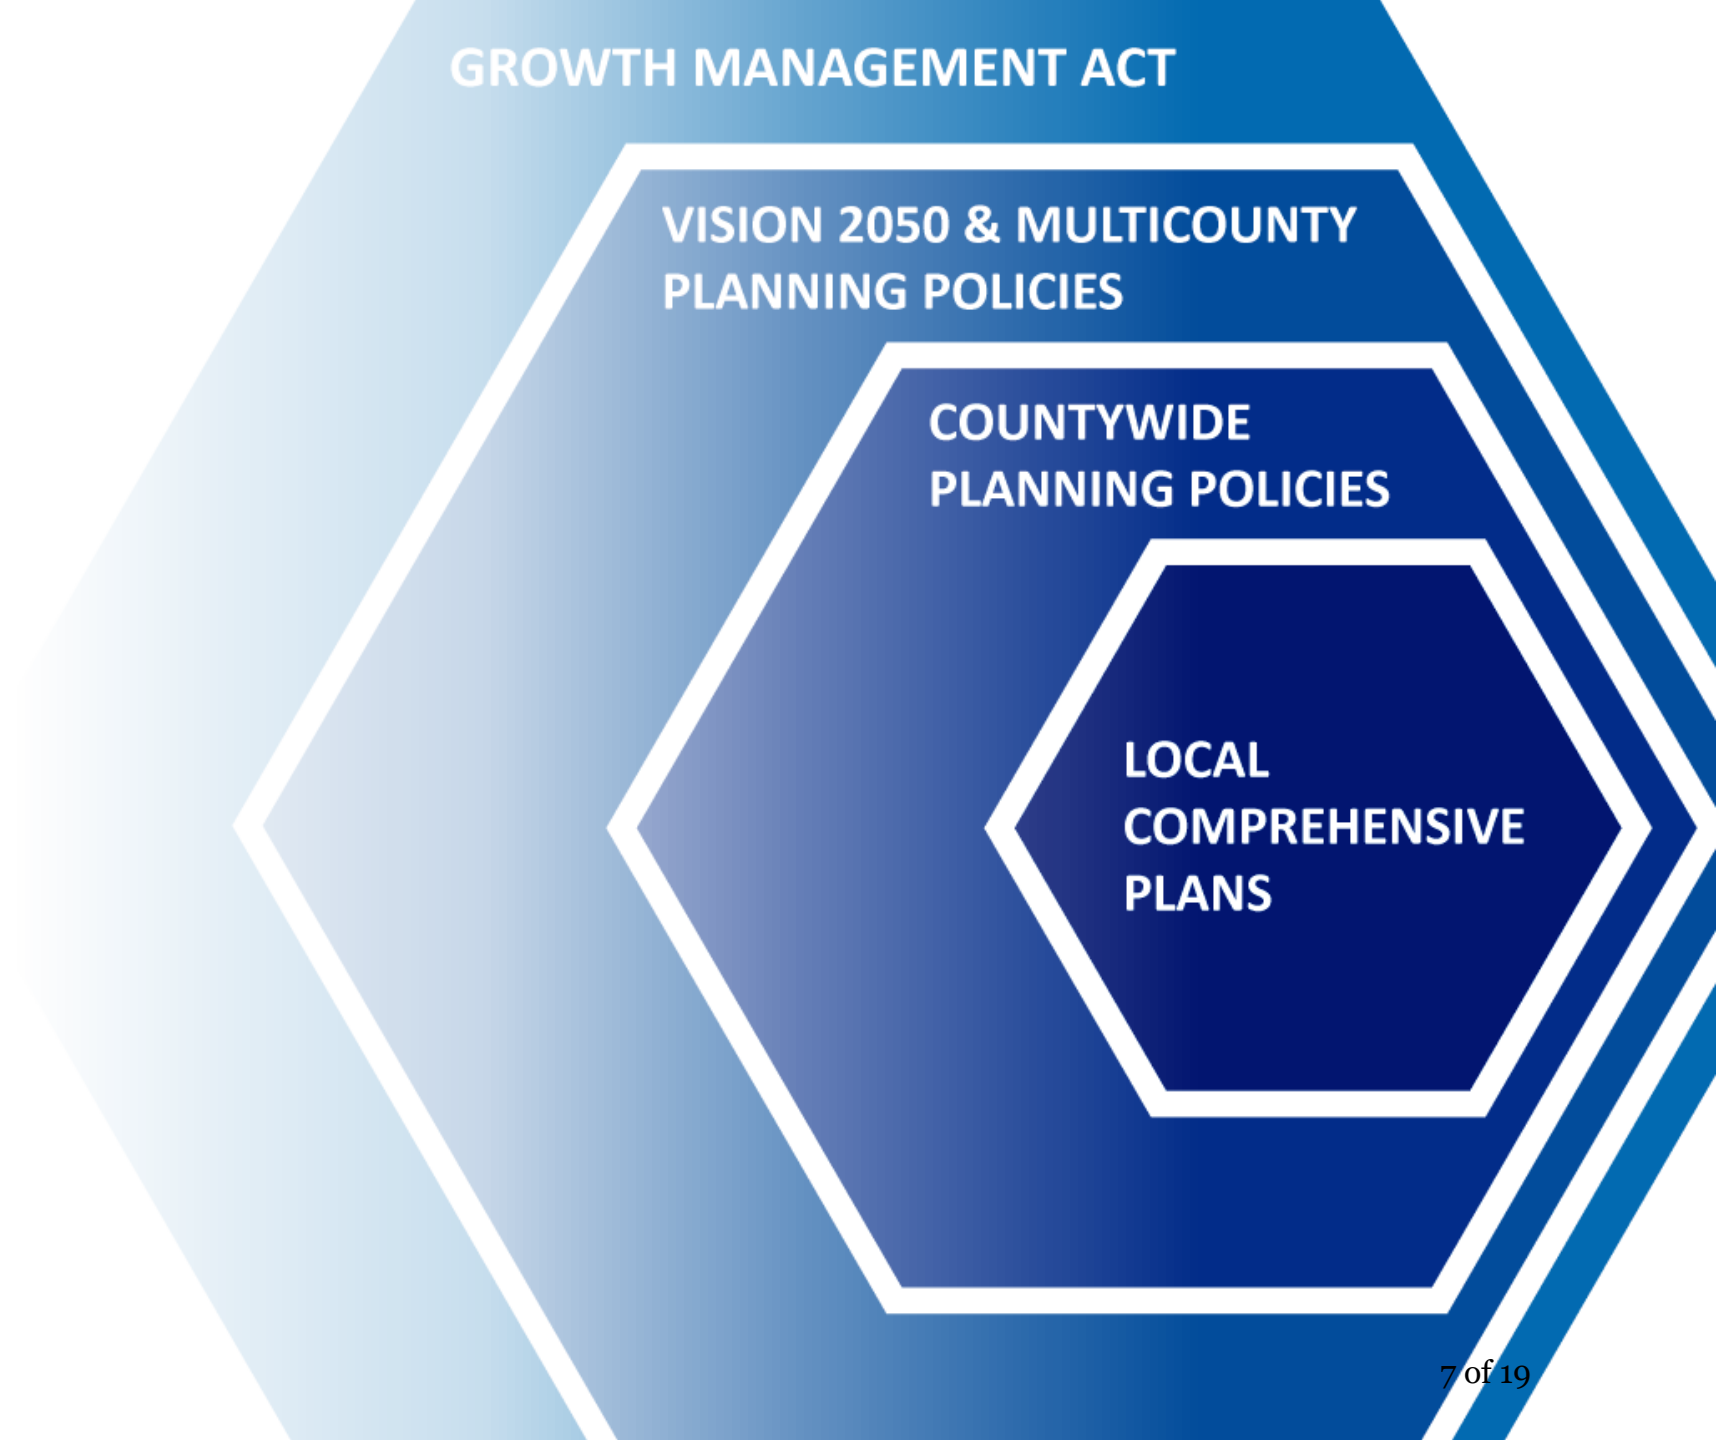 GROWTH MANAGEMENT ACT
VISION 2050 & MULTICOUNTY
PLANNING POLICIES
COUNTYWIDE
PLANNING POLICIES
LOCAL
COMPREHENSIVE
PLANS
7 of 19